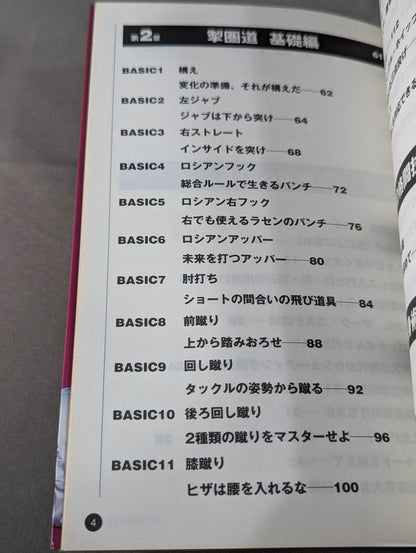 第2章 掣圏道 基礎編
61
BASIC1 構え
変化の準備、それが構えだ——62
BASIC2 左ジャブ
ジャブは下から突け——64
BASIC3 右ストレート
インサイドを突け——68
BASIC4 ロシアンフック
総合ルールで生きるパンチ——72
BASIC5 ロシアン右フック
右でも使えるラセンのパンチ——76
BASIC6 ロシアンアッパー
未来を打つアッパー——80
BASIC7 肘打ち
ショートの間合いの飛び道具——84
BASIC8 前蹴り
上から踏みおろせ——88
BASIC9 回し蹴り
タックルの姿勢から蹴る——92
BASIC10 後ろ回し蹴り
2種類の蹴りをマスターせよ——96
BASIC11 膝蹴り
ヒザは腰を入れるな——100
4